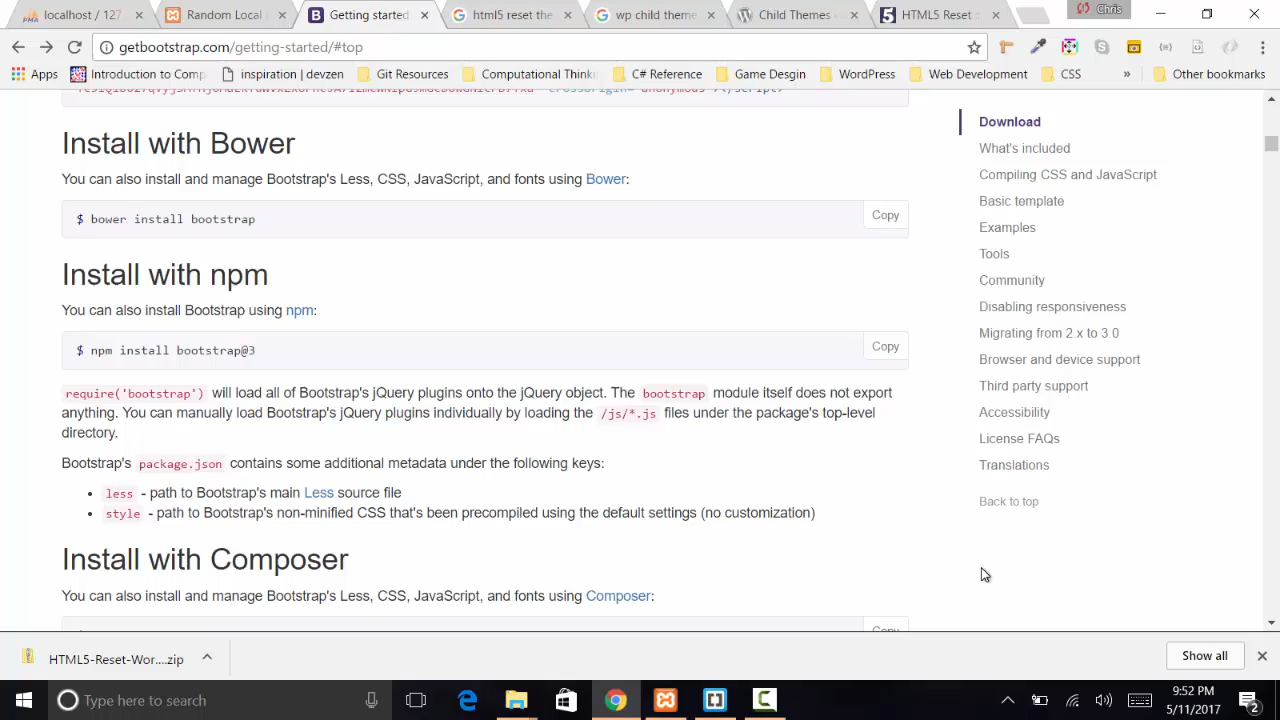 localhost / 127
Random Local
Getting started
html5 reset the
wp child theme
Child Themes
HTML5 Reset
Chris
getbootstrap.com/getting-started/#top
Apps
Introduction to Comp
inspiration | devzen
Git Resources
Computational Think
C# Reference
Game Desgin
WordPress
Web Development
CSS
»
Other bookmarks
Install with Bower
You can also install and manage Bootstrap's Less, CSS, JavaScript, and fonts using Bower:
$ bower install bootstrap
Copy
Install with npm
You can also install Bootstrap using npm:
$ npm install bootstrap@3
Copy
require('bootstrap') will load all of Bootstrap's jQuery plugins onto the jQuery object. The bootstrap module itself does not export
anything. You can manually load Bootstrap's jQuery plugins individually by loading the /js/*.js files under the package's top-level
directory.
Bootstrap's package.json contains some additional metadata under the following keys:
• less - path to Bootstrap's main Less source file
• style - path to Bootstrap's non-minified CSS that's been precompiled using the default settings (no customization)
Install with Composer
You can also install and manage Bootstrap's Less, CSS, JavaScript, and fonts using Composer:
Copy
Download
What's included
Compiling CSS and JavaScript
Basic template
Examples
Tools
Community
Disabling responsiveness
Migrating from 2.x to 3.0
Browser and device support
Third party support
Accessibility
License FAQs
Translations
Back to top
HTML5-Reset-Wor....zip
Show all
Type here to search
9:52 PM
5/11/2017
2